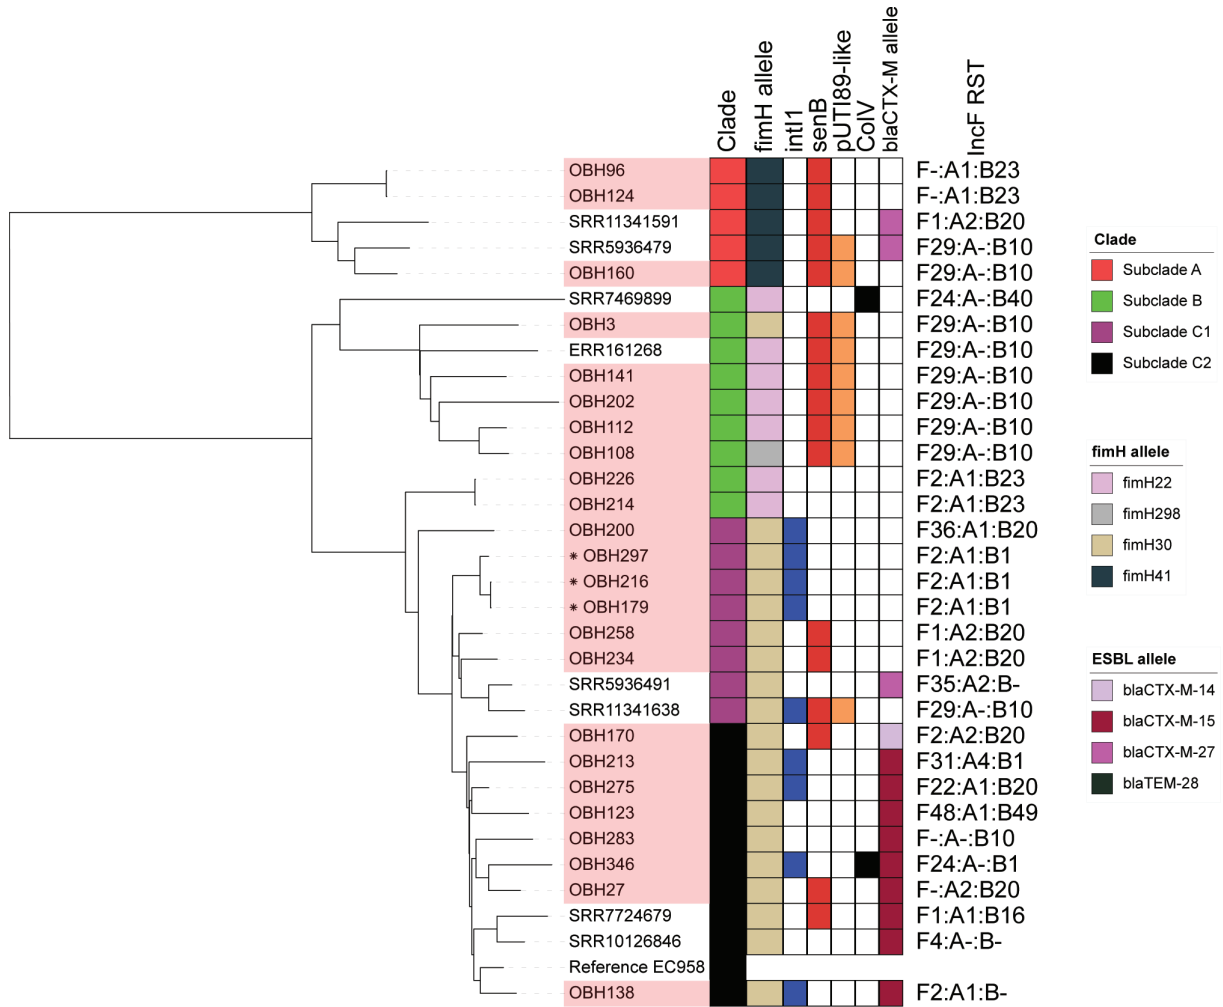 Clade
fimH allele
intI1
senB
pUTI89-like
ColV
blaCTX-M allele
IncF RST
OBH96 F-:A1:B23
OBH124 F-:A1:B23
SRR11341591 F1:A2:B20
SRR5936479 F29:A-:B10
OBH160 F29:A-:B10
SRR7469899 F24:A-:B40
OBH3 F29:A-:B10
ERR161268 F29:A-:B10
OBH141 F29:A-:B10
OBH202 F29:A-:B10
OBH112 F29:A-:B10
OBH108 F29:A-:B10
OBH226 F2:A1:B23
OBH214 F2:A1:B23
OBH200 F36:A1:B20
* OBH297 F2:A1:B1
* OBH216 F2:A1:B1
* OBH179 F2:A1:B1
OBH258 F1:A2:B20
OBH234 F1:A2:B20
SRR5936491 F35:A2:B-
SRR11341638 F29:A-:B10
OBH170 F2:A2:B20
OBH213 F31:A4:B1
OBH275 F22:A1:B20
OBH123 F48:A1:B49
OBH283 F-:A-:B10
OBH346 F24:A-:B1
OBH27 F-:A2:B20
SRR7724679 F1:A1:B16
SRR10126846 F4:A-:B-
Reference EC958
OBH138 F2:A1:B-
Clade
Subclade A
Subclade B
Subclade C1
Subclade C2
fimH allele
fimH22
fimH298
fimH30
fimH41
ESBL allele
blaCTX-M-14
blaCTX-M-15
blaCTX-M-27
blaTEM-28